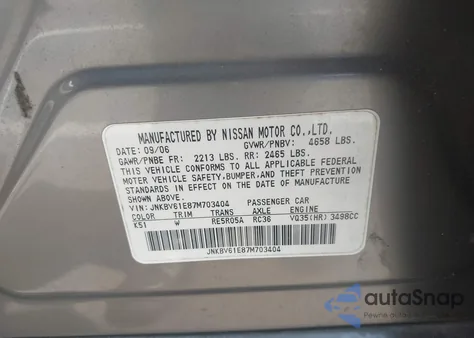 MANUFACTURED BY NISSAN MOTOR CO.,LTD.
DATE: 09/06 GVWR/PNBV: 4658 LBS.
GAWR/PNBE FR: 2213 LBS. RR: 2465 LBS.
THIS VEHICLE CONFORMS TO ALL APPLICABLE FEDERAL
MOTOR VEHICLE SAFETY,BUMPER,AND THEFT PREVENTION
STANDARDS IN EFFECT ON THE DATE OF MANUFACTURE
SHOWN ABOVE.
VIN: JNKBV61E87M703404 PASSENGER CAR
COLOR TRIM TRANS AXLE ENGINE
K51 W RE5R05A RC36 VQ35(HR) 3498CC
JNKBV61E87M703404
autoSnap